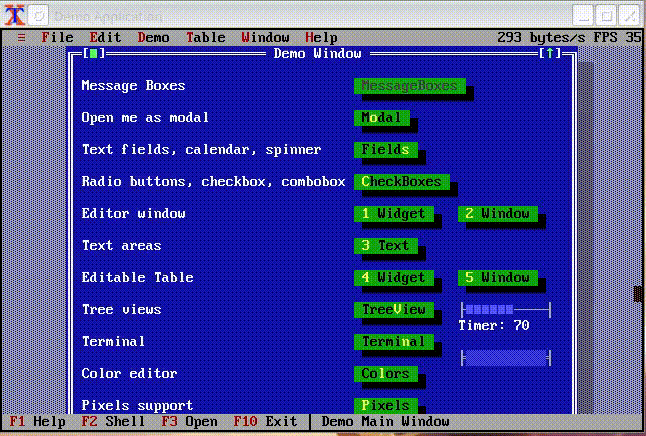 Demo Application
≡ File Edit Demo Table Window Help 293 bytes/s FPS 35
[■] Demo Window [↑]
Message Boxes MessageBoxes
Open me as modal Modal
Text fields, calendar, spinner Fields
Radio buttons, checkbox, combobox CheckBoxes
Editor window 1 Widget 2 Window
Text areas 3 Text
Editable Table 4 Widget 5 Window
Tree views TreeView
Timer: 70
Terminal Terminal
Color editor Colors
Pixels support Pixels
F1 Help F2 Shell F3 Open F10 Exit │ Demo Main Window